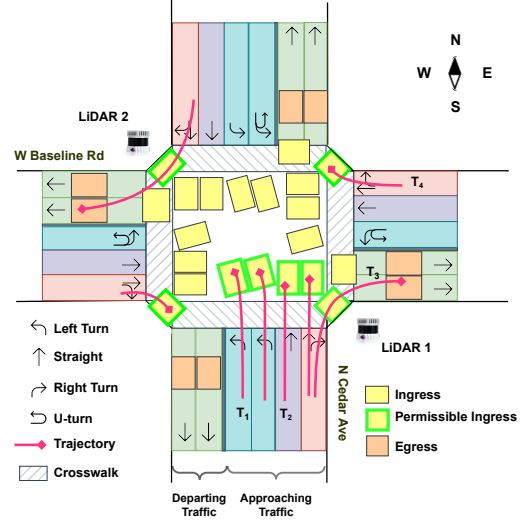 N
W E
S
LiDAR 2
W Baseline Rd
T4
T3
T1
T2
LiDAR 1
N Cedar Ave
Left Turn
Straight
Right Turn
U-turn
Trajectory
Crosswalk
Ingress
Permissible Ingress
Egress
Departing
Traffic
Approaching
Traffic